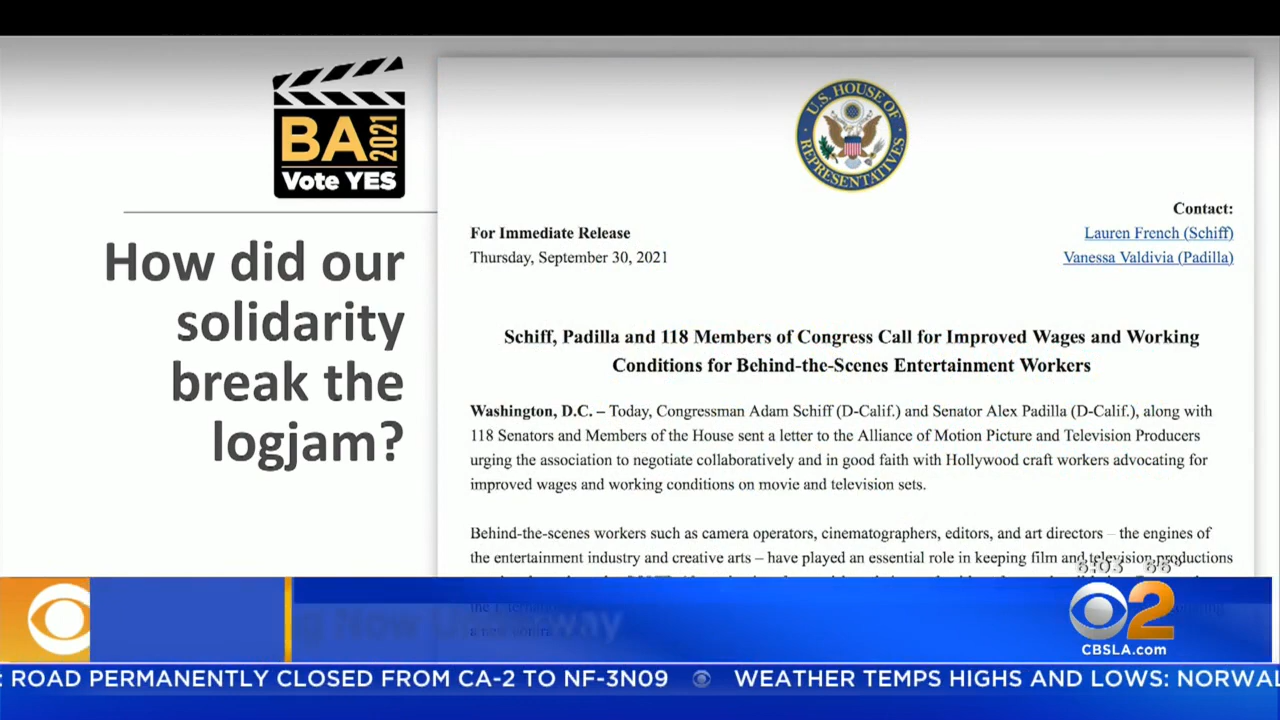 BA 2021
Vote YES
How did our
solidarity
break the
logjam?
U.S. HOUSE OF REPRESENTATIVES
Contact:
For Immediate Release
Lauren French (Schiff)
Thursday, September 30, 2021
Vanessa Valdivia (Padilla)
Schiff, Padilla and 118 Members of Congress Call for Improved Wages and Working
Conditions for Behind-the-Scenes Entertainment Workers
Washington, D.C. – Today, Congressman Adam Schiff (D-Calif.) and Senator Alex Padilla (D-Calif.), along with
118 Senators and Members of the House sent a letter to the Alliance of Motion Picture and Television Producers
urging the association to negotiate collaboratively and in good faith with Hollywood craft workers advocating for
improved wages and working conditions on movie and television sets.
Behind-the-scenes workers such as camera operators, cinematographers, editors, and art directors – the engines of
the entertainment industry and creative arts – have played an essential role in keeping film and television productions
6:03
Now
2
CBSLA.com
: ROAD PERMANENTLY CLOSED FROM CA-2 TO NF-3N09 WEATHER TEMPS HIGHS AND LOWS: NORWAL